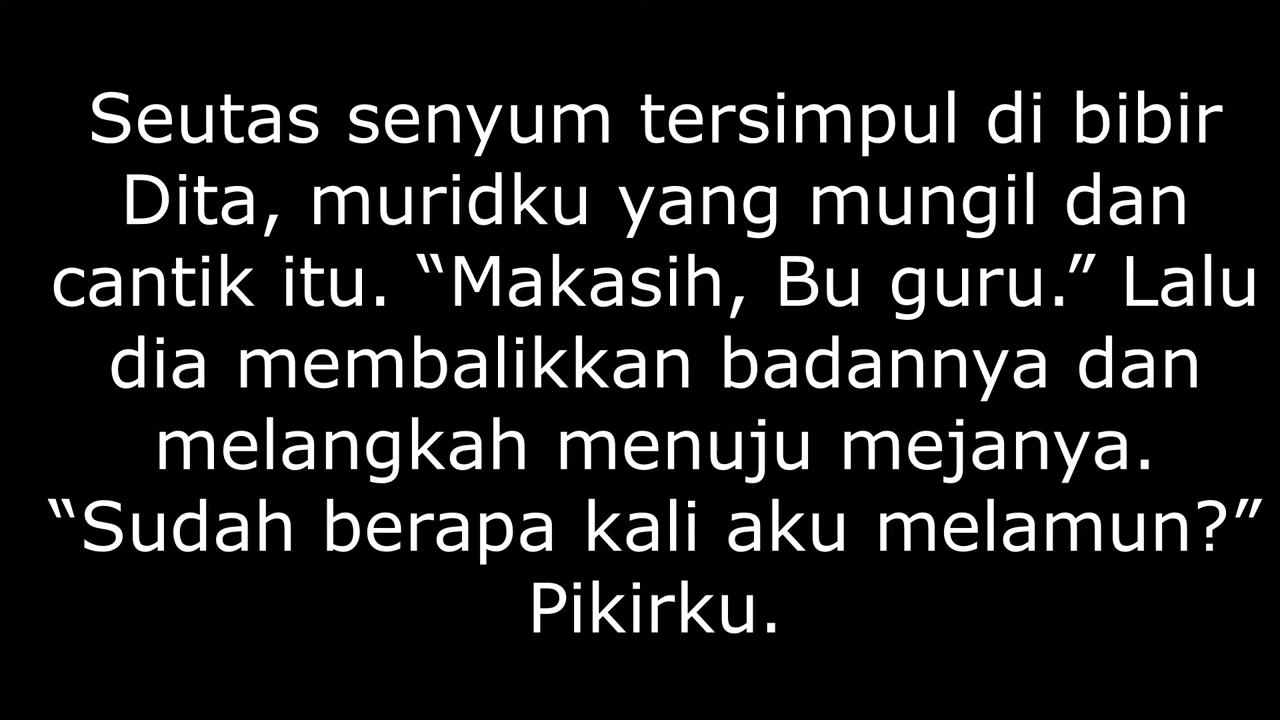 Seutas senyum tersimpul di bibir
Dita, muridku yang mungil dan
cantik itu. “Makasih, Bu guru.” Lalu
dia membalikkan badannya dan
melangkah menuju mejanya.
“Sudah berapa kali aku melamun?”
Pikirku.